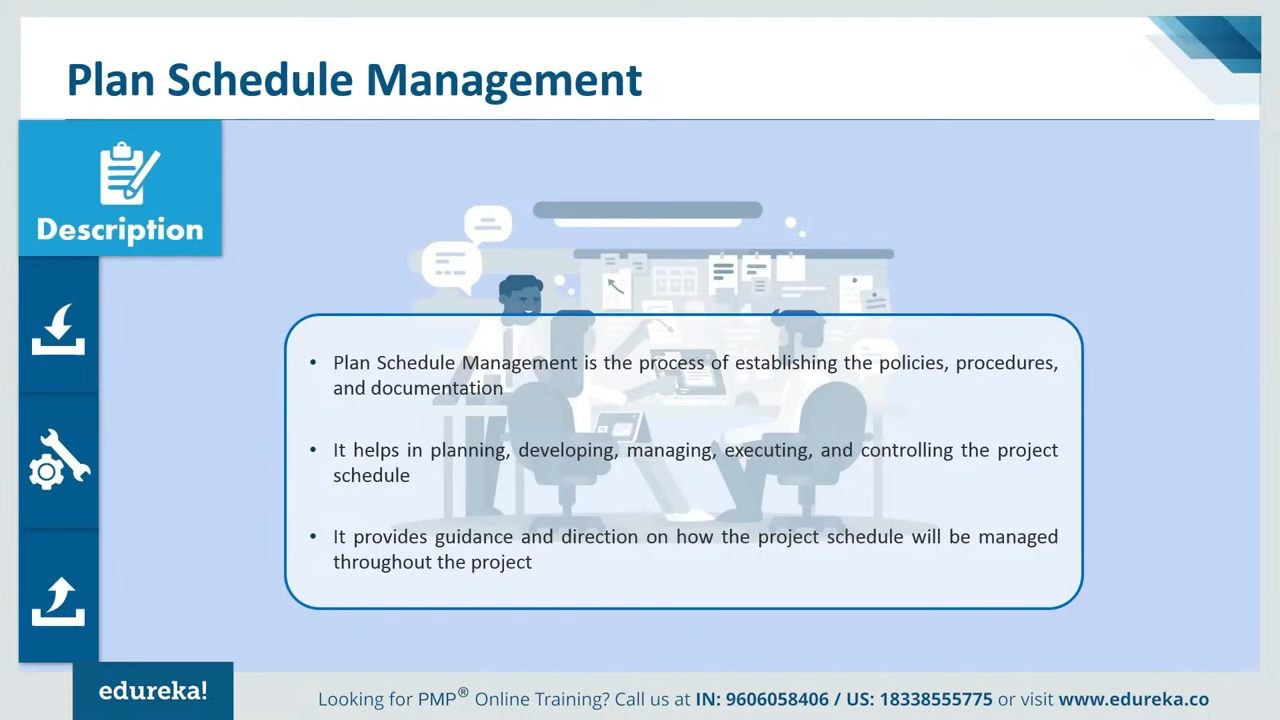 Plan Schedule Management
Description
• Plan Schedule Management is the process of establishing the policies, procedures,
and documentation
• It helps in planning, developing, managing, executing, and controlling the project
schedule
• It provides guidance and direction on how the project schedule will be managed
throughout the project
edureka!
Looking for PMP® Online Training? Call us at IN: 9606058406 / US: 18338555775 or visit www.edureka.co